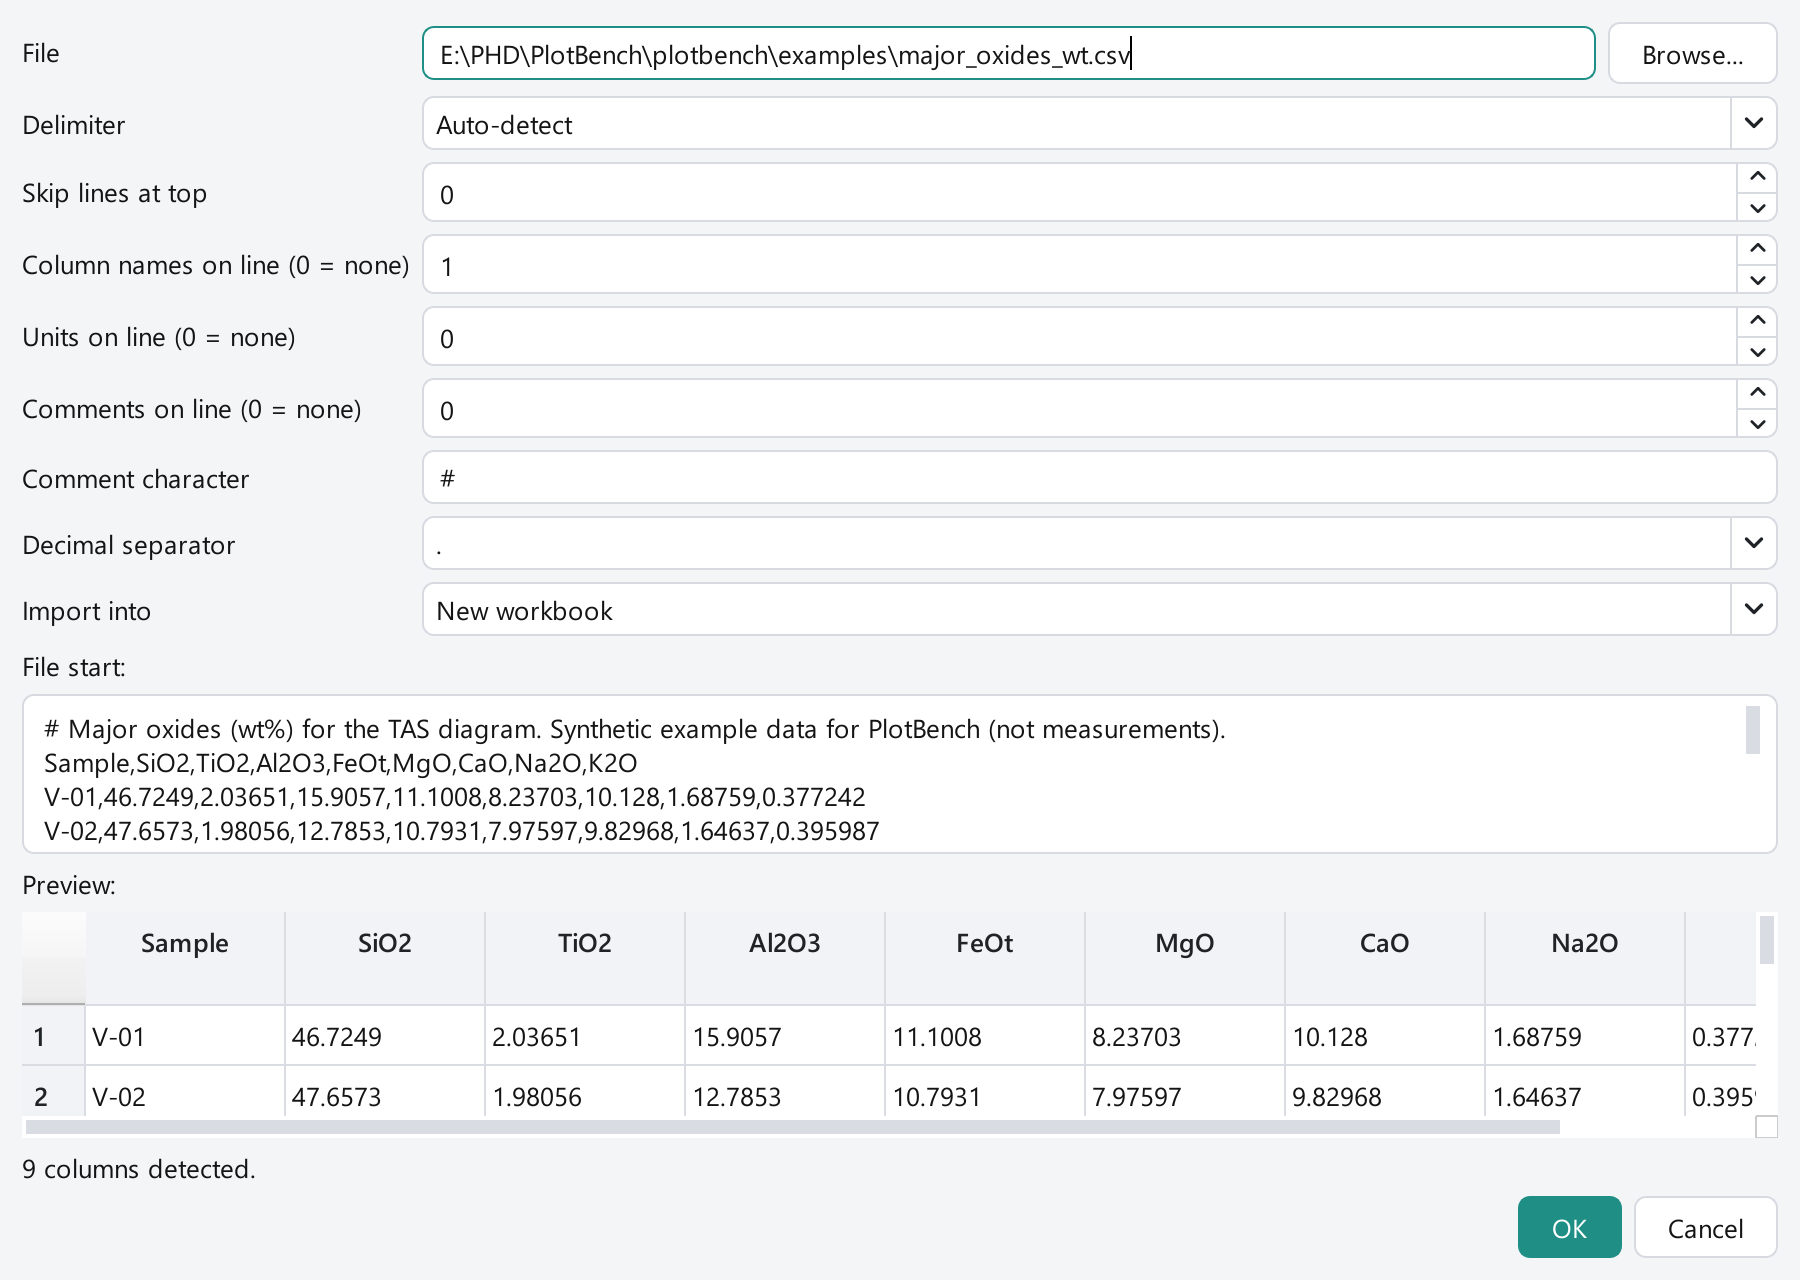 File E:\PHD\PlotBench\plotbench\examples\major_oxides_wt.csv Browse...
Delimiter Auto-detect
Skip lines at top 0
Column names on line (0 = none) 1
Units on line (0 = none) 0
Comments on line (0 = none) 0
Comment character #
Decimal separator .
Import into New workbook
File start:
# Major oxides (wt%) for the TAS diagram. Synthetic example data for PlotBench (not measurements).
Sample,SiO2,TiO2,Al2O3,FeOt,MgO,CaO,Na2O,K2O
V-01,46.7249,2.03651,15.9057,11.1008,8.23703,10.128,1.68759,0.377242
V-02,47.6573,1.98056,12.7853,10.7931,7.97597,9.82968,1.64637,0.395987
Preview:
Sample SiO2 TiO2 Al2O3 FeOt MgO CaO Na2O
1 V-01 46.7249 2.03651 15.9057 11.1008 8.23703 10.128 1.68759 0.377
2 V-02 47.6573 1.98056 12.7853 10.7931 7.97597 9.82968 1.64637 0.395
9 columns detected.
OK Cancel